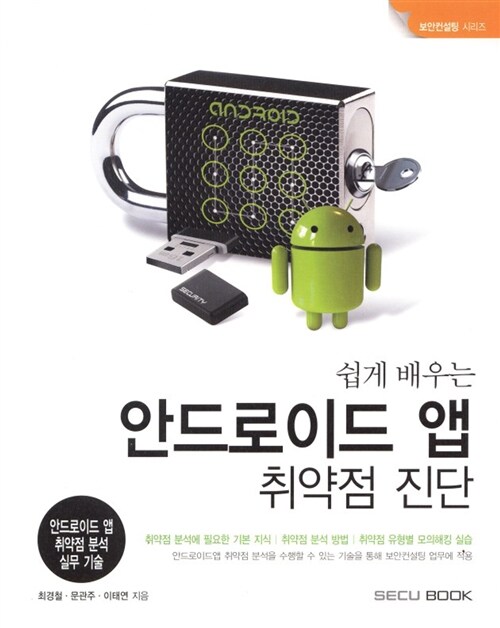 보안컨설팅 시리즈
ANDROID
SECURITY
쉽게 배우는
안드로이드 앱
취약점 진단
안드로이드 앱
취약점 분석
실무 기술
취약점 분석에 필요한 기본 지식 | 취약점 분석 방법 | 취약점 유형별 모의해킹 실습
안드로이드앱 취약점 분석을 수행할 수 있는 기술을 통해 보안컨설팅 업무에 적용
최경철 · 문관주 · 이태연 지음
SECU BOOK